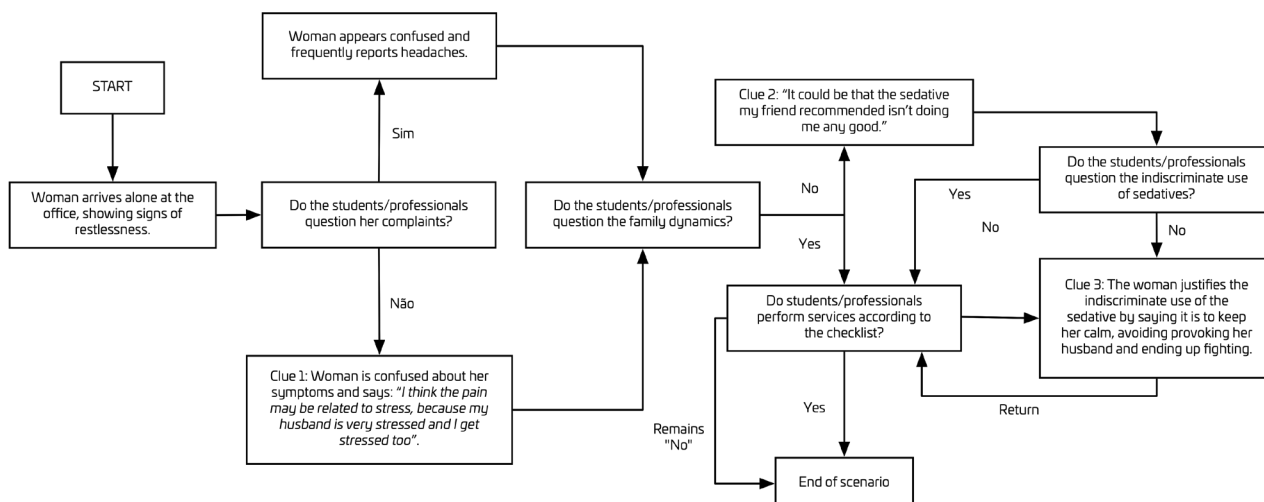 START
Woman arrives alone at the
office, showing signs of
restlessness.
Woman appears confused and
frequently reports headaches.
Sim
Do the students/professionals
question her complaints?
Não
Clue 1: Woman is confused about her
symptoms and says: “I think the pain
may be related to stress, because my
husband is very stressed and I get
stressed too”.
Do the students/professionals
question the family dynamics?
No
Yes
Clue 2: “It could be that the sedative
my friend recommended isn’t doing
me any good.”
Do the students/professionals
question the indiscriminate use
of sedatives?
Yes
No
No
Clue 3: The woman justifies the
indiscriminate use of the
sedative by saying it is to keep
her calm, avoiding provoking her
husband and ending up fighting.
Return
Do students/professionals
perform services according to
the checklist?
Yes
Remains
"No"
End of scenario